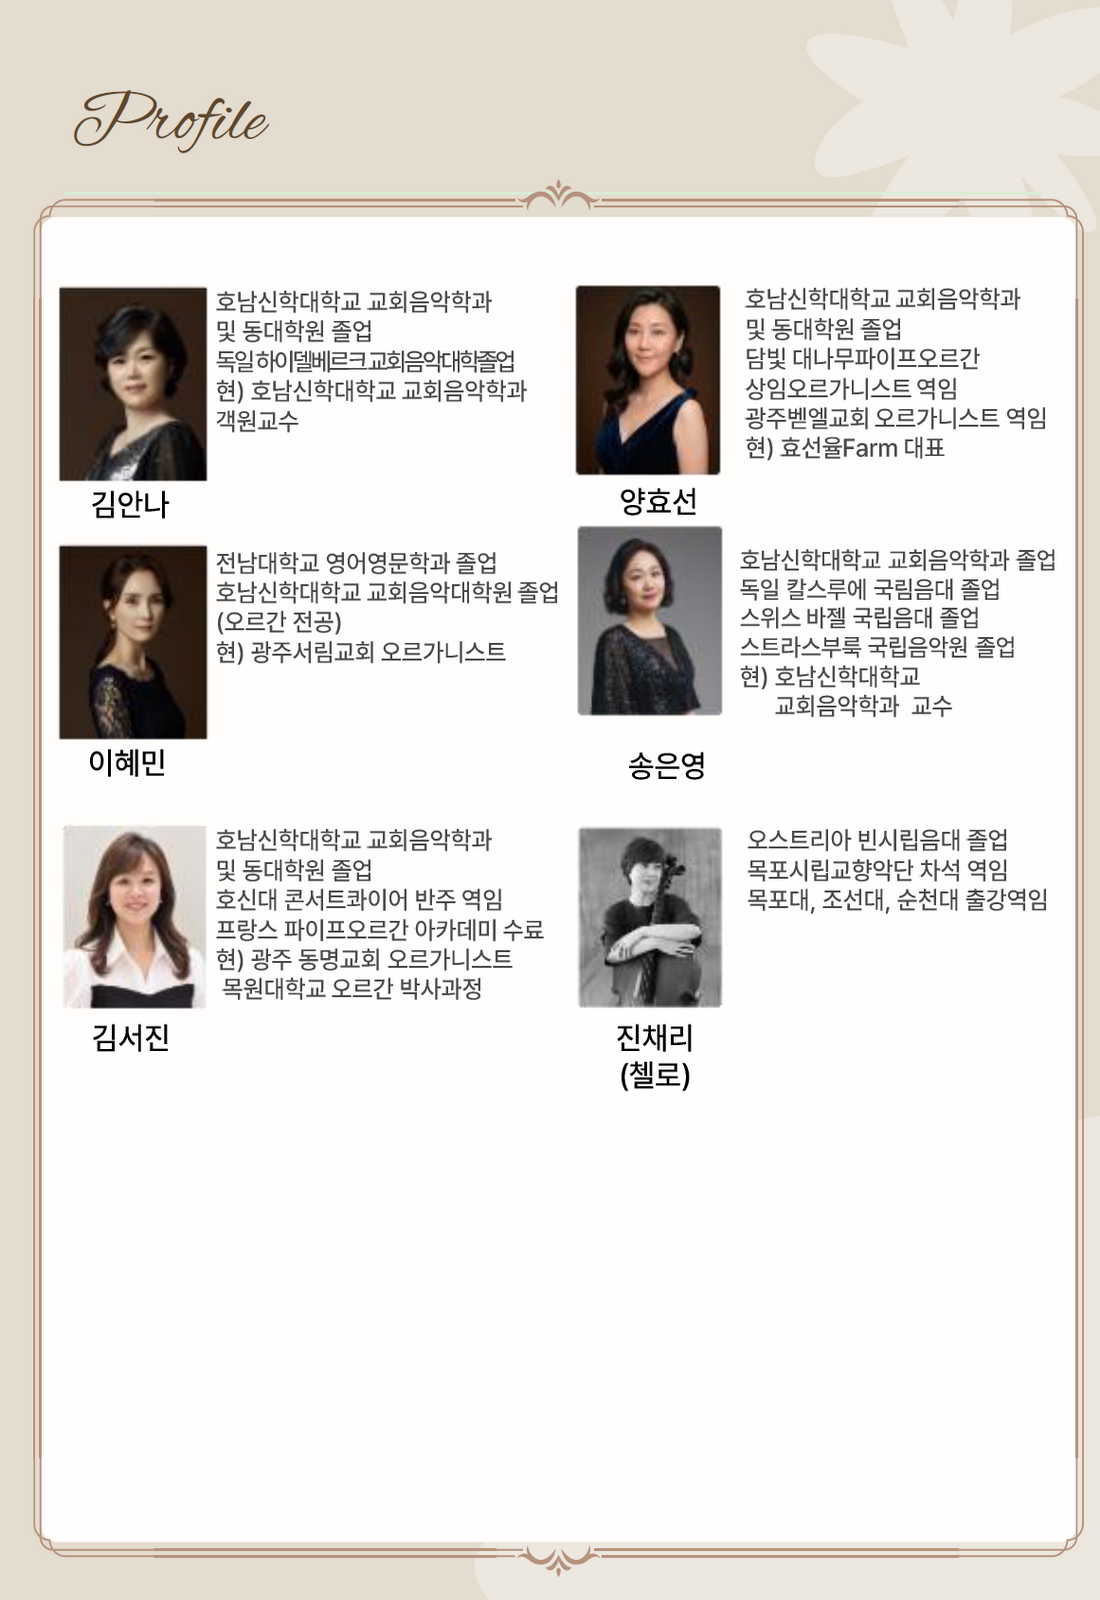 Profile
호남신학대학교 교회음악학과
및 동대학원 졸업
독일 하이델베르크 교회음악대학졸업
현) 호남신학대학교 교회음악학과
객원교수
김안나
호남신학대학교 교회음악학과
및 동대학원 졸업
담빛 대나무파이프오르간
상임오르가니스트 역임
광주벧엘교회 오르가니스트 역임
현) 효선율Farm 대표
양효선
전남대학교 영어영문학과 졸업
호남신학대학교 교회음악대학원 졸업
(오르간 전공)
현) 광주서림교회 오르가니스트
이혜민
호남신학대학교 교회음악학과 졸업
독일 칼스루에 국립음대 졸업
스위스 바젤 국립음대 졸업
스트라스부룩 국립음악원 졸업
현) 호남신학대학교
교회음악학과 교수
송은영
호남신학대학교 교회음악학과
및 동대학원 졸업
호신대 콘서트콰이어 반주 역임
프랑스 파이프오르간 아카데미 수료
현) 광주 동명교회 오르가니스트
목원대학교 오르간 박사과정
김서진
오스트리아 빈시립음대 졸업
목포시립교향악단 차석 역임
목포대, 조선대, 순천대 출강역임
진채리
(첼로)